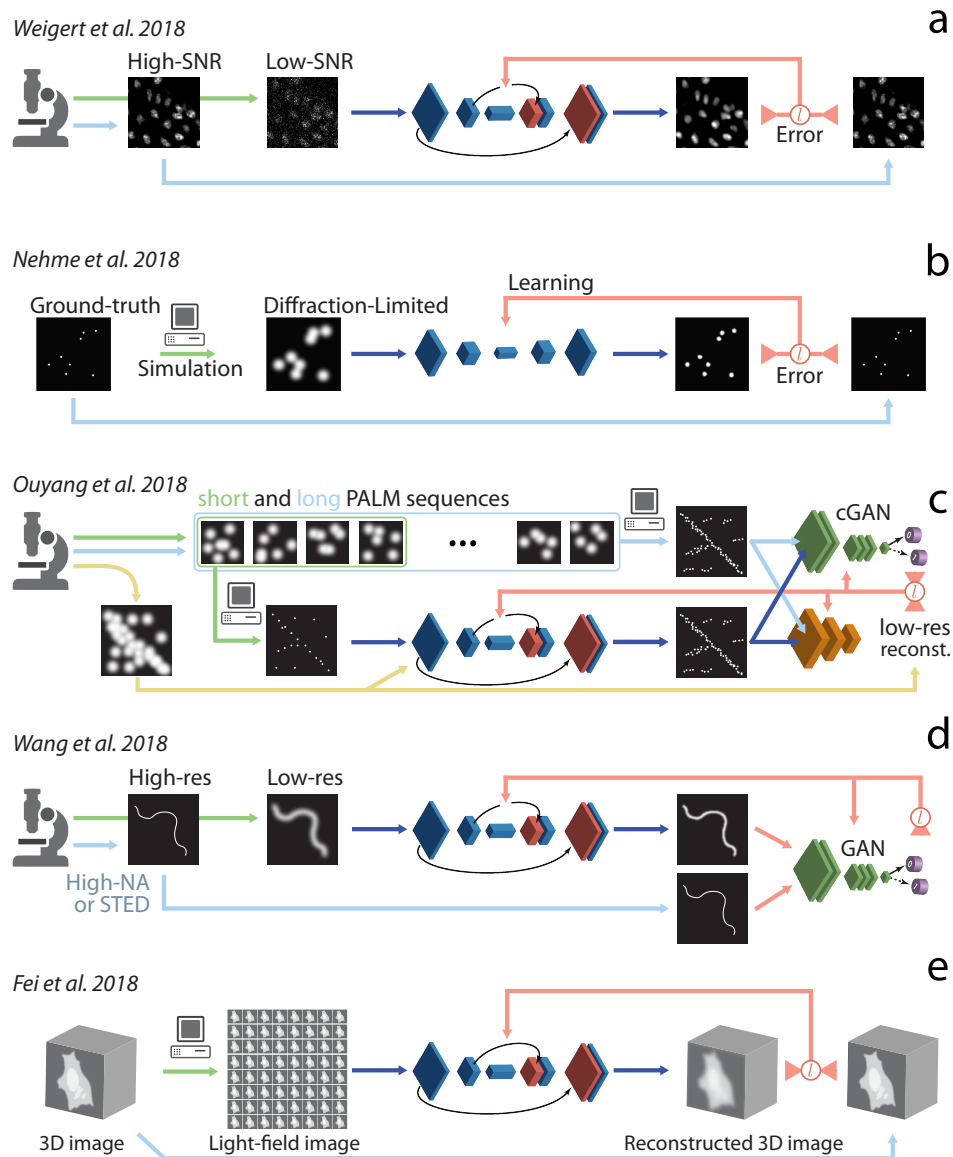 Weigert et al. 2018
a
High-SNR
Low-SNR
l
Error
Nehme et al. 2018
b
Ground-truth
Diffraction-Limited
Learning
Simulation
l
Error
Ouyang et al. 2018
c
short and long PALM sequences
cGAN
...
l
low-res
reconst.
Wang et al. 2018
d
High-res
Low-res
l
GAN
High-NA
or STED
Fei et al. 2018
e
l
3D image
Light-field image
Reconstructed 3D image